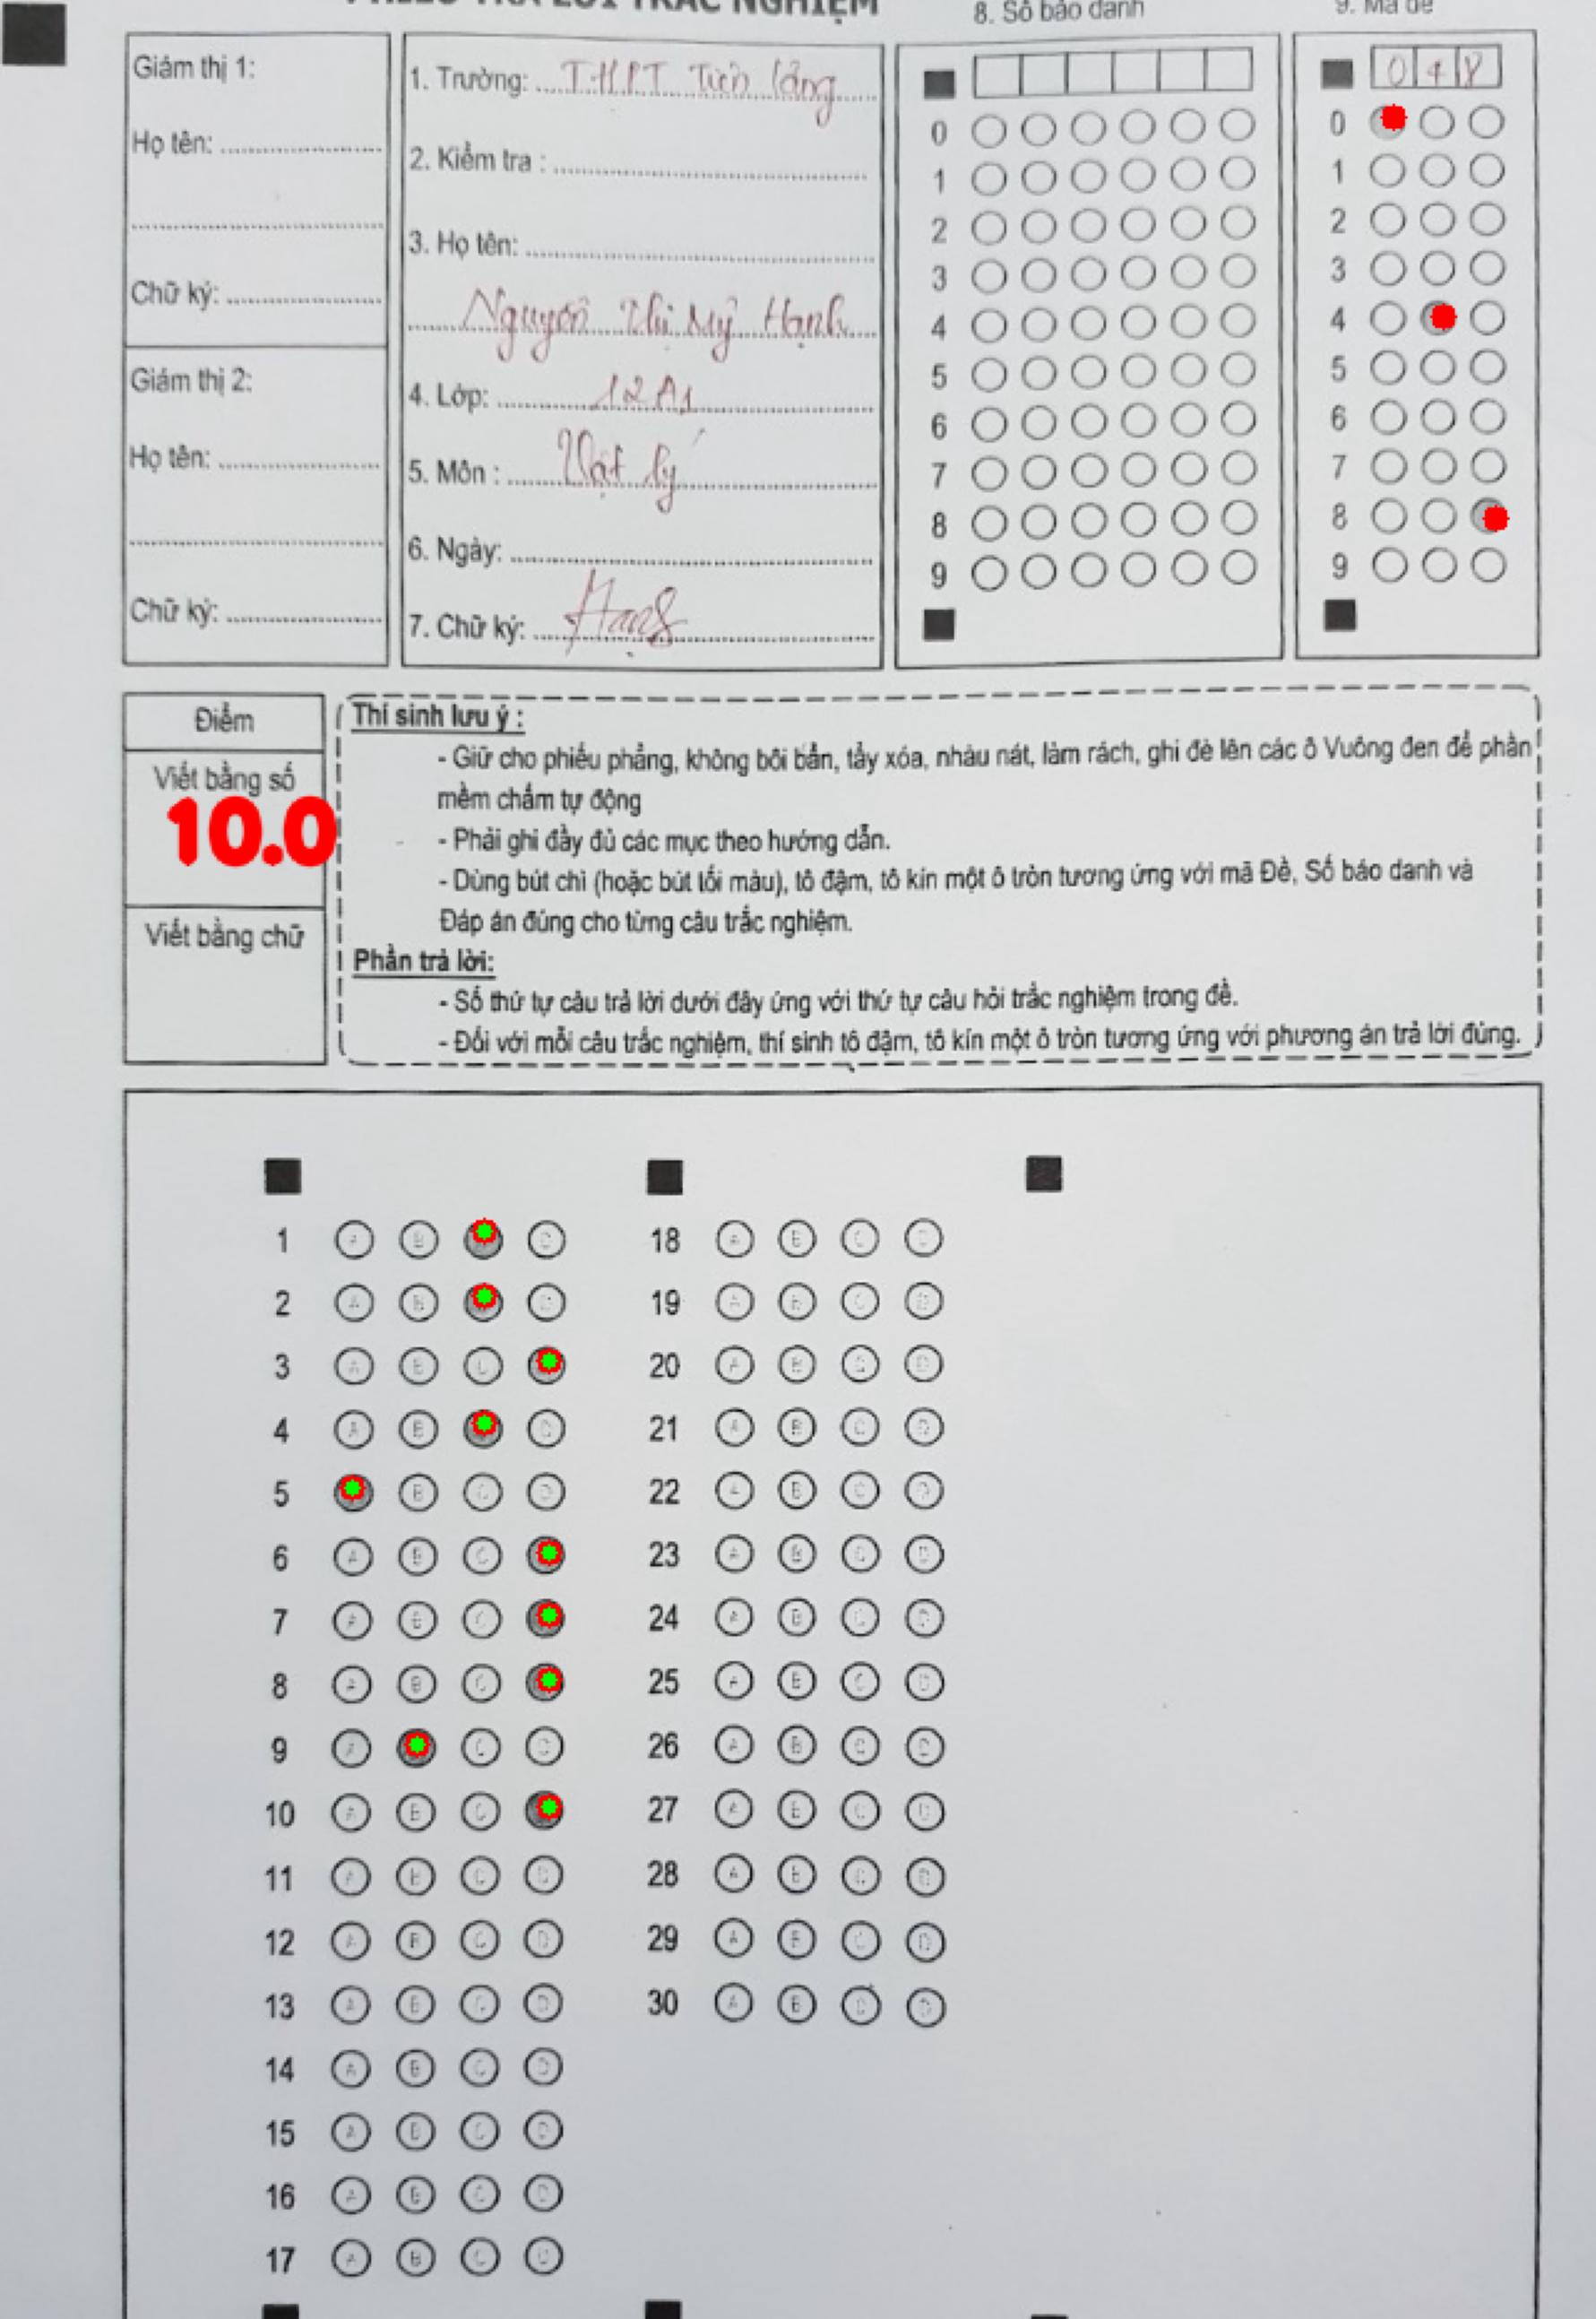 PHIẾU TRẢ LỜI TRẮC NGHIỆM
8. Số báo danh
9. Mã đề
Giám thị 1:
Họ tên:
Chữ ký:
Giám thị 2:
Họ tên:
Chữ ký:
1. Trường: THPT Tiên Lãng
2. Kiểm tra :
3. Họ tên:
Nguyễn Thị Mỹ Hạnh
4. Lớp: 12A1
5. Môn : Vật lý
6. Ngày:
7. Chữ ký:
0
1
2
3
4
5
6
7
8
9
0 4 8
0
1
2
3
4
5
6
7
8
9
Điểm
Viết bằng số
10.0
Viết bằng chữ
Thí sinh lưu ý :
- Giữ cho phiếu phẳng, không bôi bẩn, tẩy xóa, nhàu nát, làm rách, ghi đè lên các ô Vuông đen để phần
mềm chấm tự động
- Phải ghi đầy đủ các mục theo hướng dẫn.
- Dùng bút chì (hoặc bút tối màu), tô đậm, tô kín một ô tròn tương ứng với mã Đề, Số báo danh và
Đáp án đúng cho từng câu trắc nghiệm.
Phần trả lời:
- Số thứ tự câu trả lời dưới đây ứng với thứ tự câu hỏi trắc nghiệm trong đề.
- Đối với mỗi câu trắc nghiệm, thí sinh tô đậm, tô kín một ô tròn tương ứng với phương án trả lời đúng.
1 A B D
2 A B D
3 A B C
4 A B D
5 B C D
6 A B C
7 A B C
8 A B C
9 A C D
10 A B C
11 A B C D
12 A B C D
13 A B C D
14 A B C D
15 A B C D
16 A B C D
17 A B C D
18 A B C D
19 A B C D
20 A B C D
21 A B C D
22 A B C D
23 A B C D
24 A B C D
25 A B C D
26 A B C D
27 A B C D
28 A B C D
29 A B C D
30 A B C D